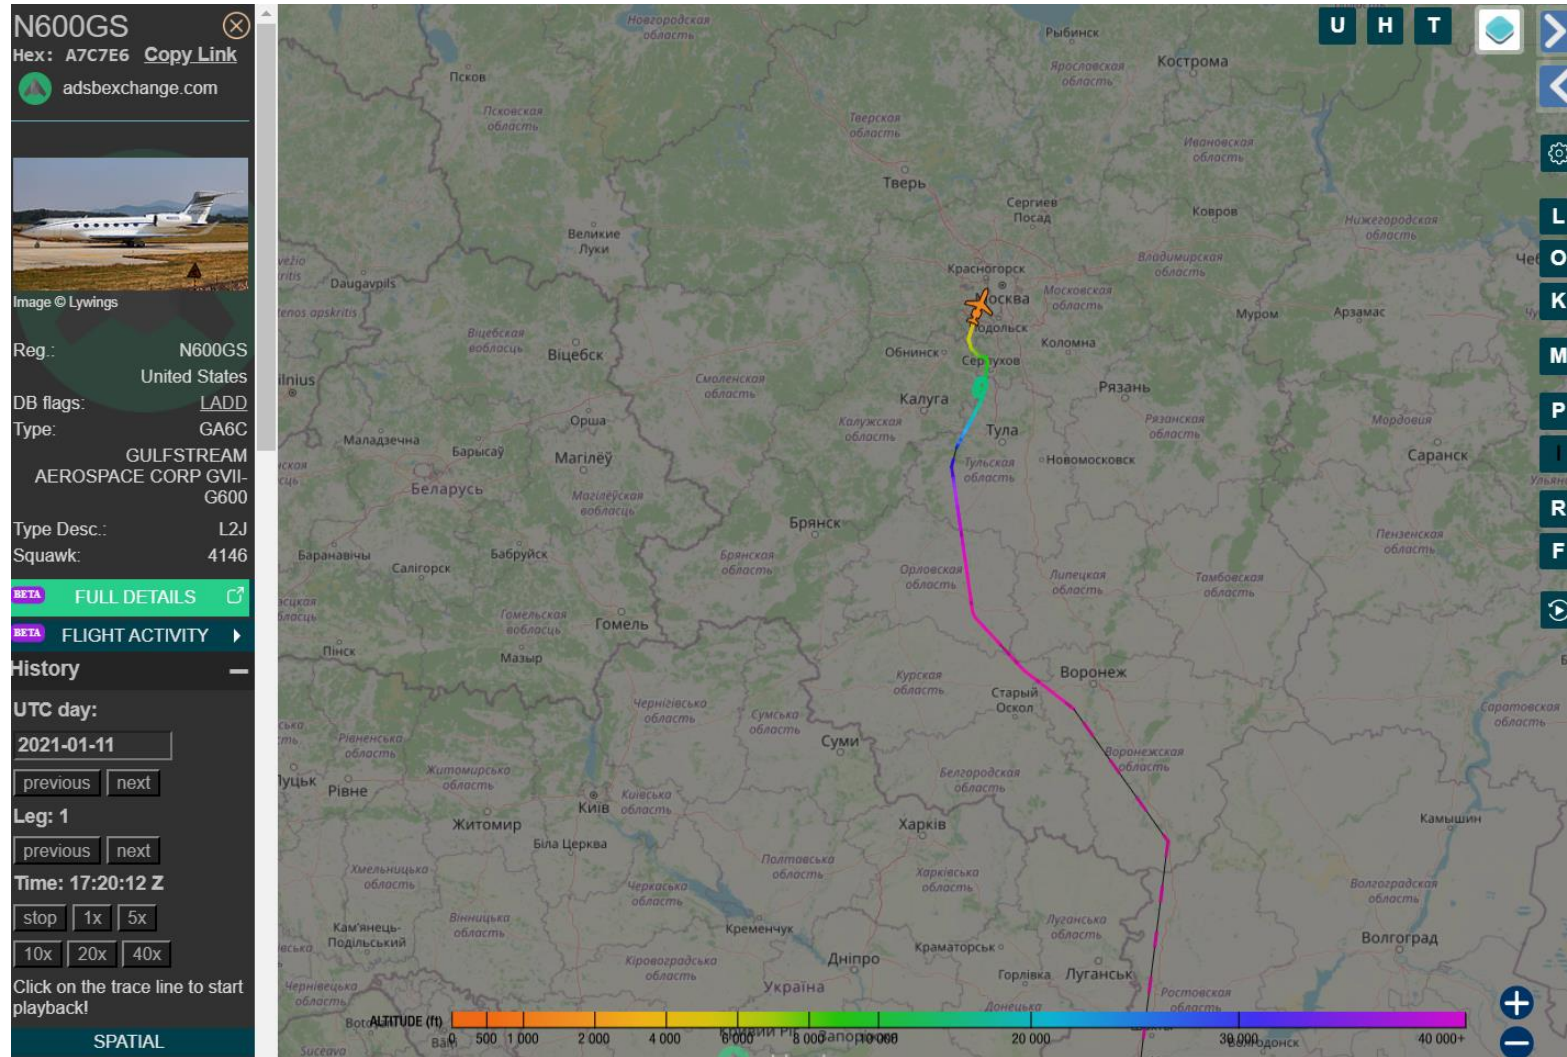 N600GS
Hex: A7C7E6 Copy Link
adsbexchange.com
Image © Lywings
Reg.: N600GS
United States
DB flags: LADD
Type: GA6C
GULFSTREAM
AEROSPACE CORP GVII-
G600
Type Desc.: L2J
Squawk: 4146
BETA FULL DETAILS
BETA FLIGHT ACTIVITY
History
UTC day:
2021-01-11
previous next
Leg: 1
previous next
Time: 17:20:12 Z
stop 1x 5x
10x 20x 40x
Click on the trace line to start
playback!
SPATIAL
U H T
L
O
K
M
P
I
R
F
Новгородская
область
Рыбинск
Ярославская
область
Кострома
Псков
Псковская
область
Тверская
область
Ивановская
область
Тверь
Сергиев
Посад
Ковров
Нижегородская
область
Великие
Луки
Красногорск
Владимирская
область
Daugavpils
Москва
Московская
область
Подольск
Муром
Арзамас
Віцебская
вобласць
Віцебск
Обнинск
Серпухов
Коломна
Смоленская
область
Калуга
Рязань
Калужская
область
Тула
Рязанская
область
Мордовия
Орша
Маладзечна
Барысаў
Магілёў
Тульская
область
Новомосковск
Саранск
Беларусь
Магілёўская
вобласць
Брянск
Пензенская
область
Баранавічы
Салігорск
Бабруйск
Брянская
область
Орловская
область
Липецкая
область
Тамбовская
область
Гомельская
вобласць
Гомель
Пінск
Мазыр
Курская
область
Воронеж
Старый
Оскол
Чернігівська
область
Сумська
область
Саратовская
область
Рівненська
область
Суми
Воронежская
область
Житомирська
область
Луцьк
Рівне
Київська
область
Белгородская
область
Київ
Житомир
Харків
Камышин
Біла Церква
Полтавська
область
Хмельницька
область
Черкаська
область
Харківська
область
Волгоградская
область
Вінницька
область
Луганська
область
Кам'янець-
Подільський
Кременчук
Краматорськ
Волгоград
Кіровоградська
область
Дніпро
Горлівка
Луганськ
Чернівецька
область
Україна
Донецька
Ростовская
область
ALTITUDE (ft)
0 500 1 000 2 000 4 000 6 000 8 000 10 000 20 000 30 000 40 000+
Кривий Ріг
Suceava